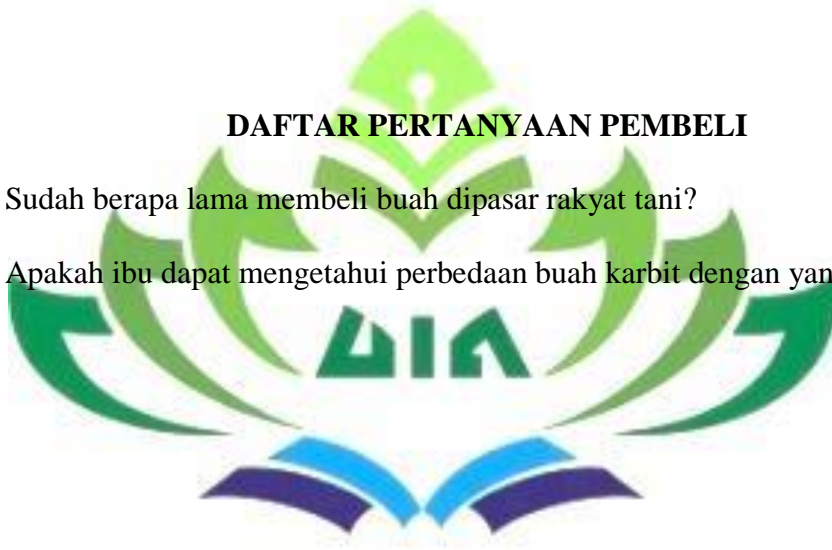 DAFTAR PERTANYAAN PEMBELI
Sudah berapa lama membeli buah dipasar rakyat tani?
Apakah ibu dapat mengetahui perbedaan buah karbit dengan yan
UIN